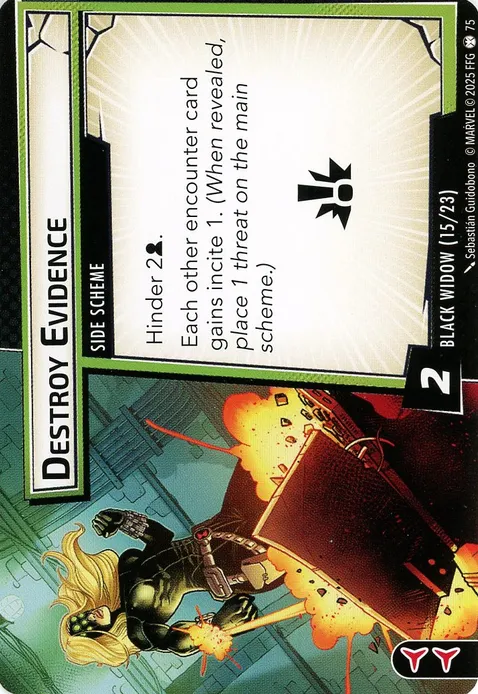 DESTROY EVIDENCE
SIDE SCHEME
Hinder 2.
Each other encounter card
gains incite 1. (When revealed,
place 1 threat on the main
scheme.)
2
BLACK WIDOW (15/23)
Sebastián Guidobono © MARVEL © 2025 FFG 75